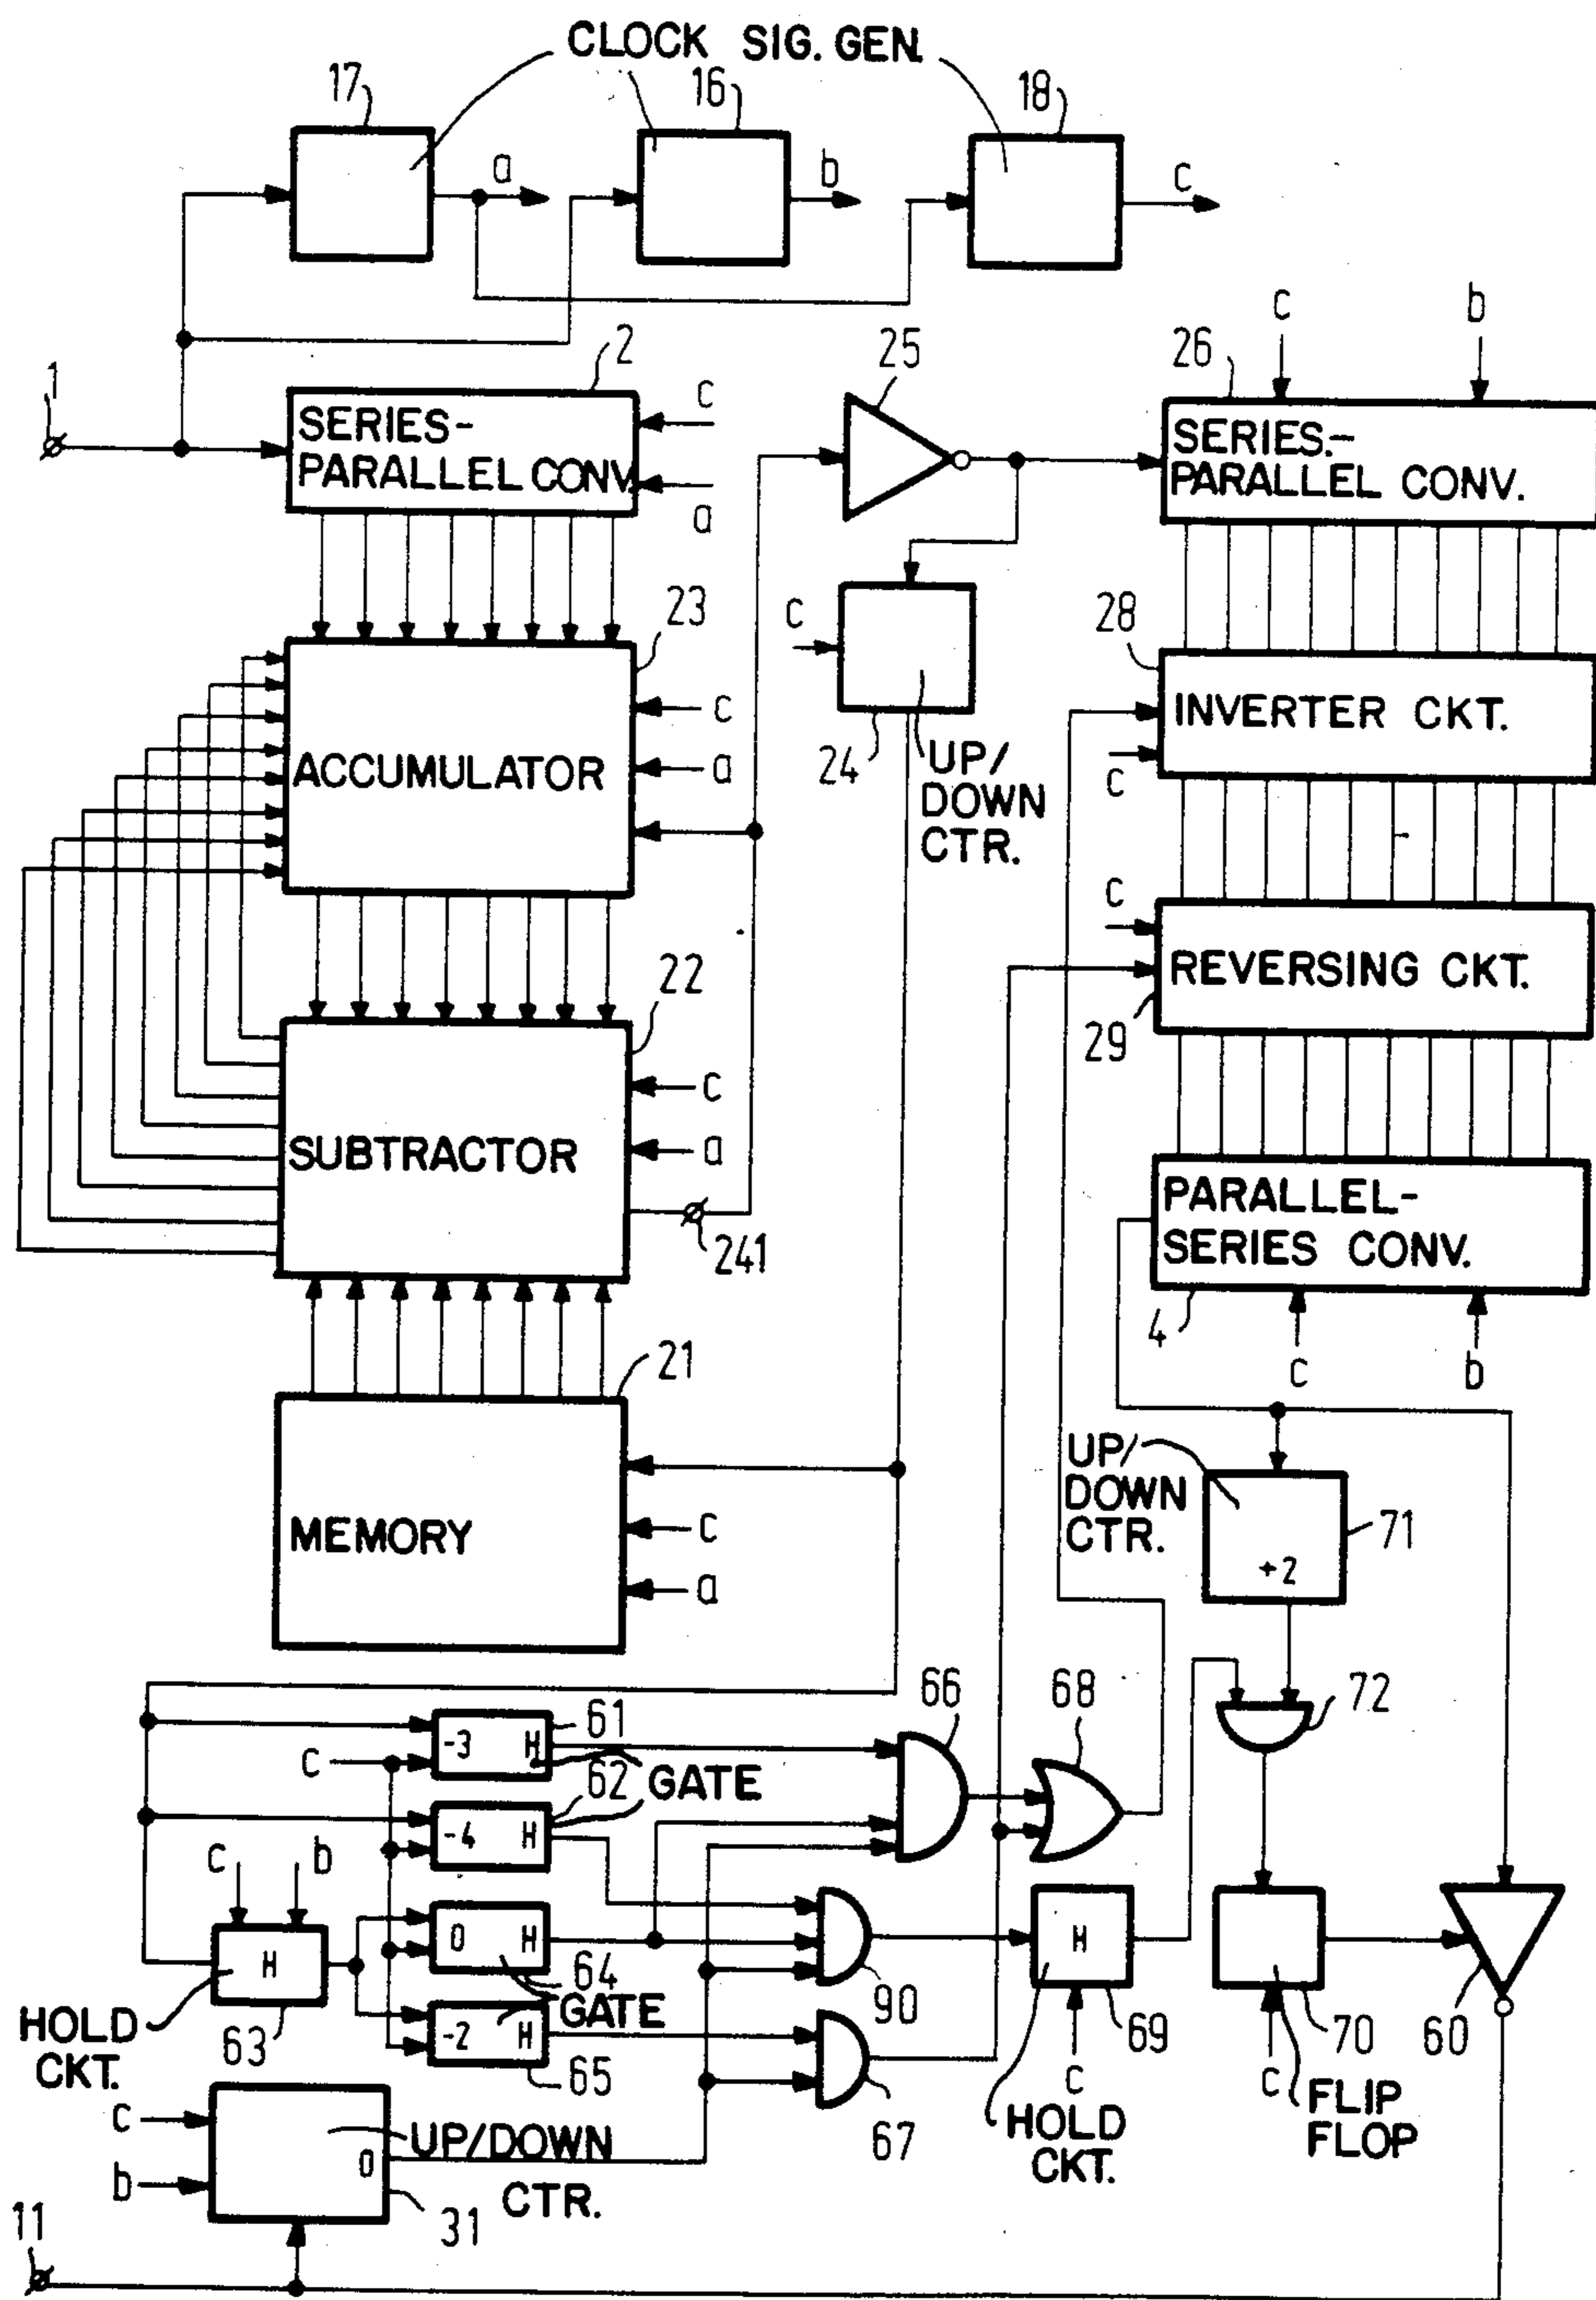 CLOCK SIG. GEN.
17
16
18
a
b
c
1
2
25
26
c
b
SERIES-
PARALLEL CONV.
c
a
SERIES.-
PARALLEL CONV.
23
c
28
ACCUMULATOR
c
a
24
UP/
DOWN
CTR.
INVERTER CKT.
c
c
REVERSING CKT.
29
22
SUBTRACTOR
c
a
241
PARALLEL-
SERIES CONV.
4
c
b
21
MEMORY
c
a
UP/
DOWN
CTR.
+2
71
72
66
68
-3 H
61
c
62
GATE
-4 H
c
b
H
HOLD
CKT.
63
0 H
64
GATE
-2 H
65
90
67
H
69
c
HOLD
CKT.
70
c
FLIP
FLOP
60
c
b
UP/DOWN
CTR.
0
31
11